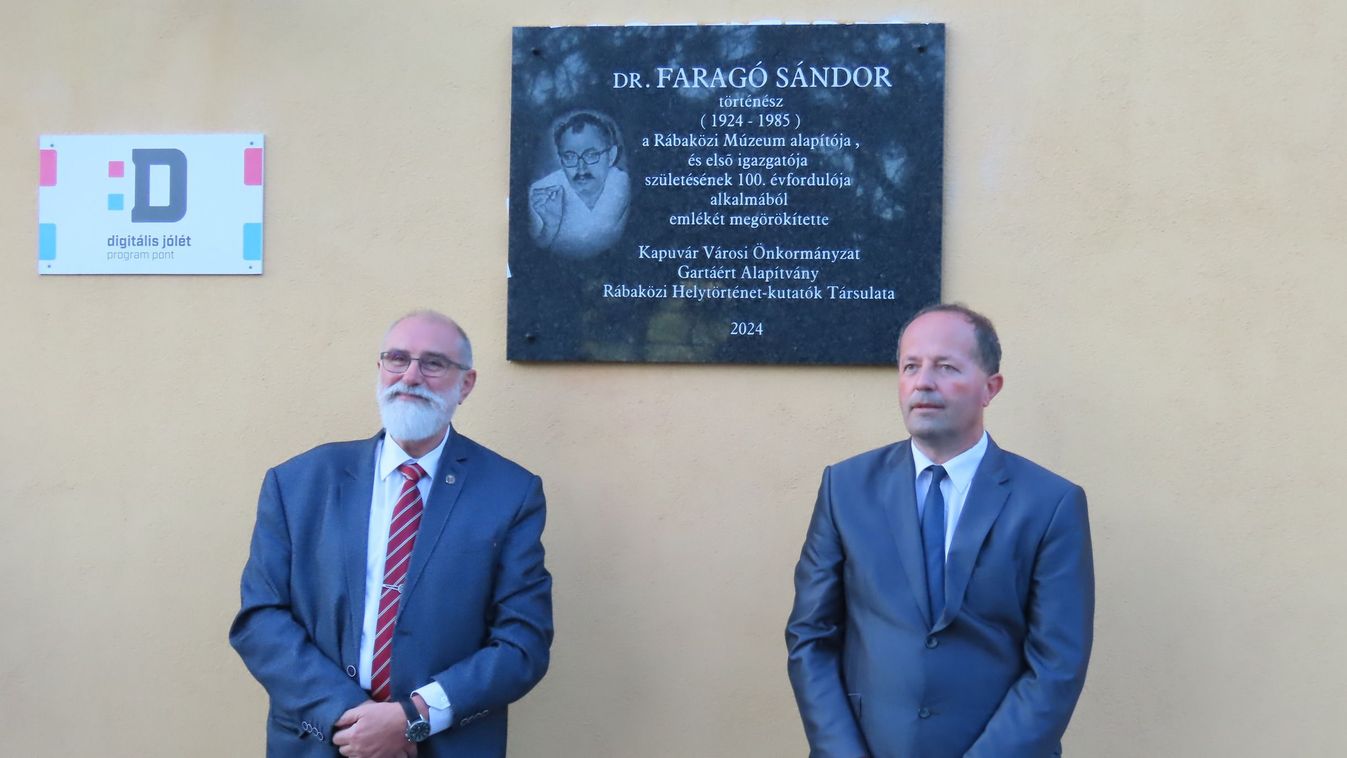 :D
digitális jólét
program pont
DR. FARAGÓ SÁNDOR
történész
( 1924 - 1985 )
a Rábaközi Múzeum alapítója ,
és első igazgatója
születésének 100. évfordulója
alkalmából
emlékét megörökítette
Kapuvár Városi Önkormányzat
Gartáért Alapítvány
Rábaközi Helytörténet-kutatók Társulata
2024